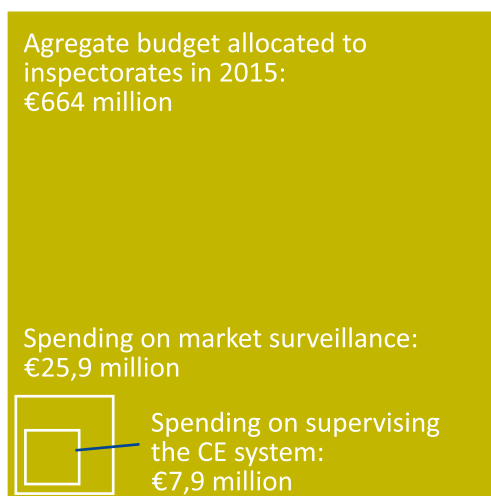 Agregate budget allocated to
inspectorates in 2015:
€664 million
Spending on market surveillance:
€25,9 million
Spending on supervising
the CE system:
€7,9 million